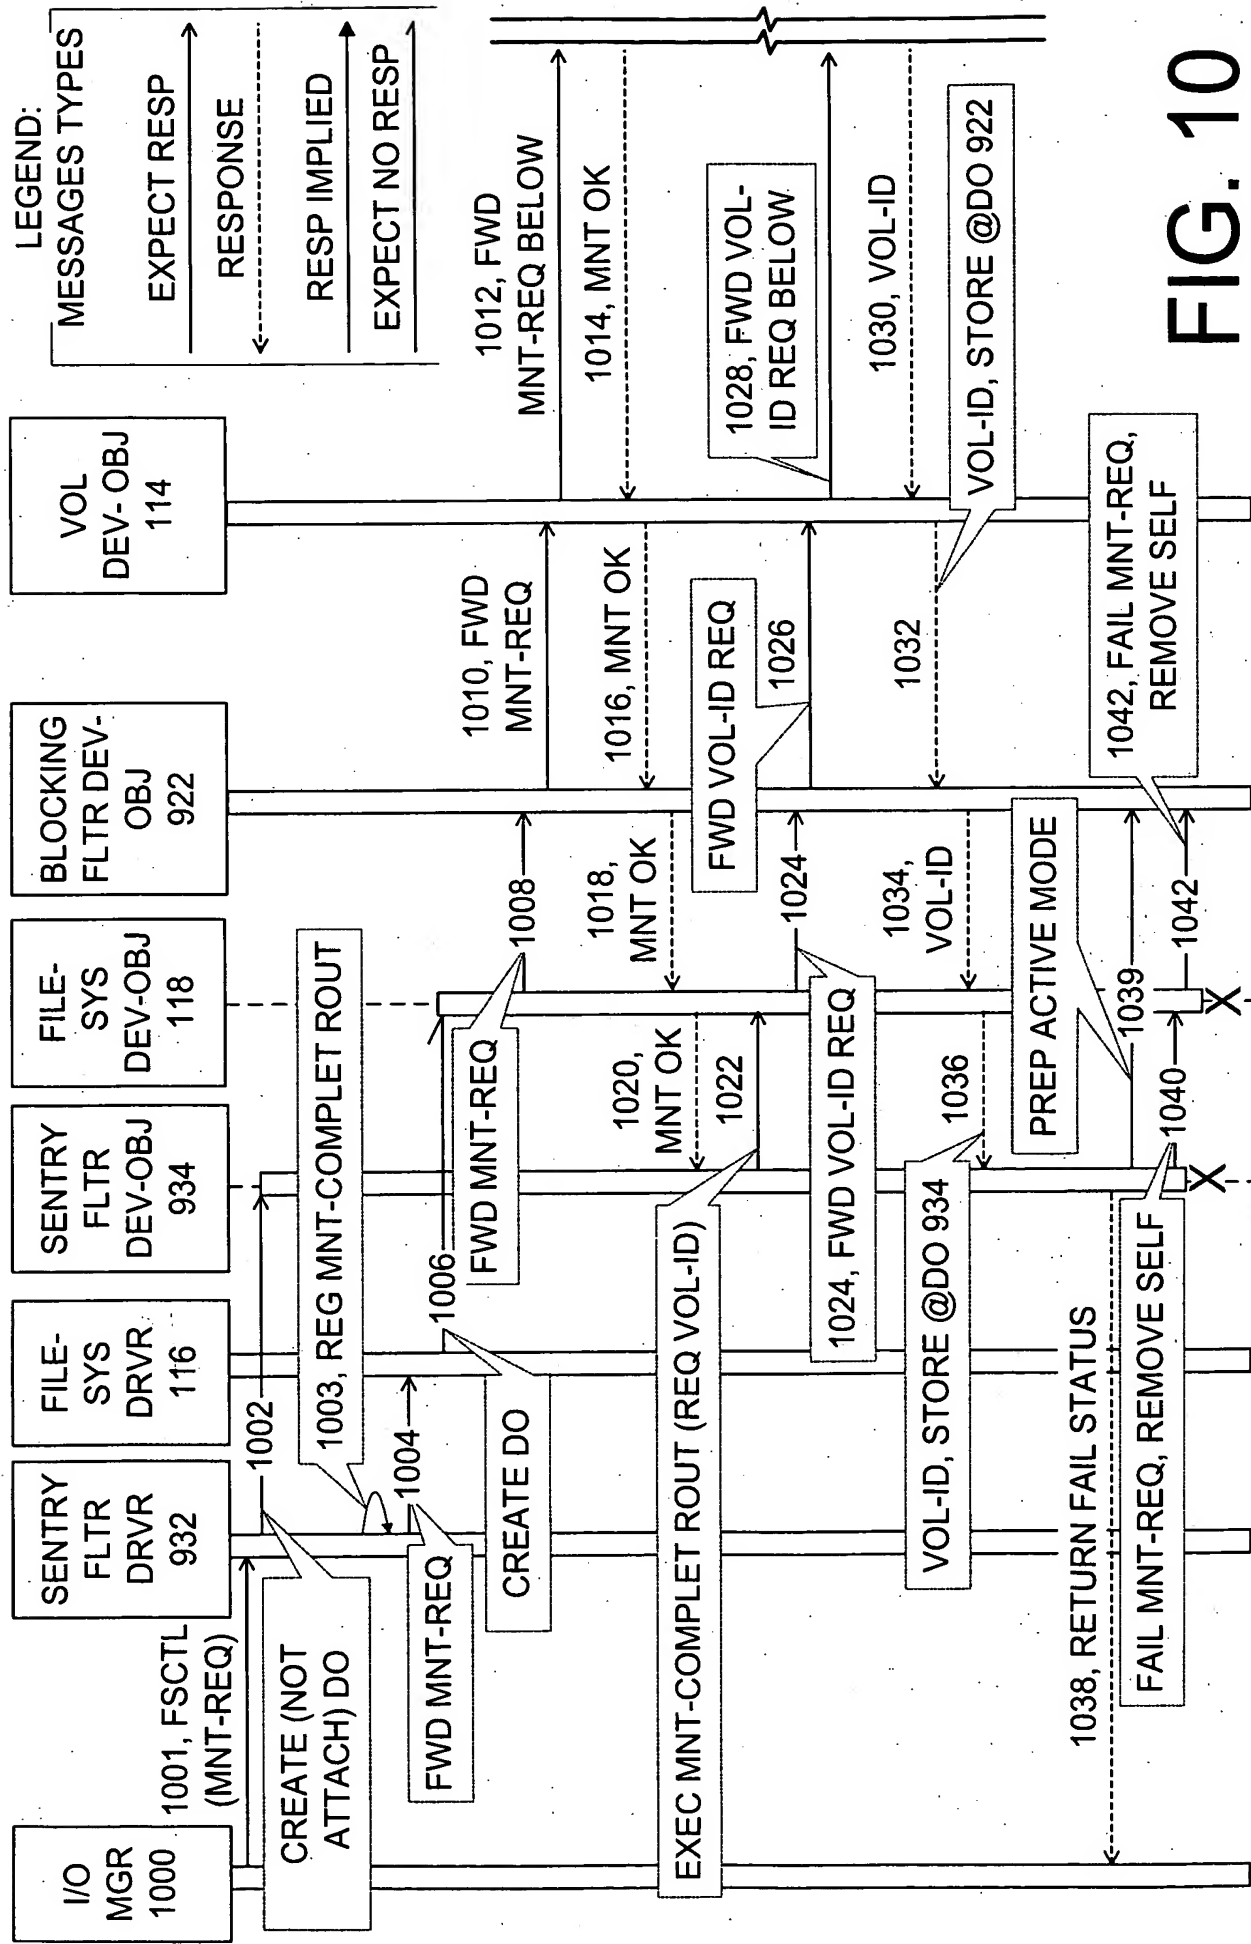 LEGEND:
MESSAGES TYPES
EXPECT RESP
RESPONSE
RESP IMPLIED
EXPECT NO RESP
I/O
MGR
1000
SENTRY
FLTR
DRVR
932
FILE-
SYS
DRVR
116
SENTRY
FLTR
DEV-OBJ
934
FILE-
SYS
DEV-OBJ
118
BLOCKING
FLTR DEV-
OBJ
922
VOL
DEV- OBJ
114
1001, FSCTL
(MNT-REQ)
1002
CREATE (NOT
ATTACH) DO
1003, REG MNT-COMPLET ROUT
1004
FWD MNT-REQ
1006
CREATE DO
FWD MNT-REQ
1008
1010, FWD
MNT-REQ
1012, FWD
MNT-REQ BELOW
1014, MNT OK
1016, MNT OK
1018,
MNT OK
1020,
MNT OK
1022
EXEC MNT-COMPLET ROUT (REQ VOL-ID)
1024
1024, FWD VOL-ID REQ
FWD VOL-ID REQ
1026
1028, FWD VOL-
ID REQ BELOW
1030, VOL-ID
VOL-ID, STORE @DO 922
1032
1034,
VOL-ID
1036
VOL-ID, STORE @DO 934
1038, RETURN FAIL STATUS
PREP ACTIVE MODE
1039
1040
FAIL MNT-REQ, REMOVE SELF
X
1042
1042, FAIL MNT-REQ,
REMOVE SELF
X
FIG. 10